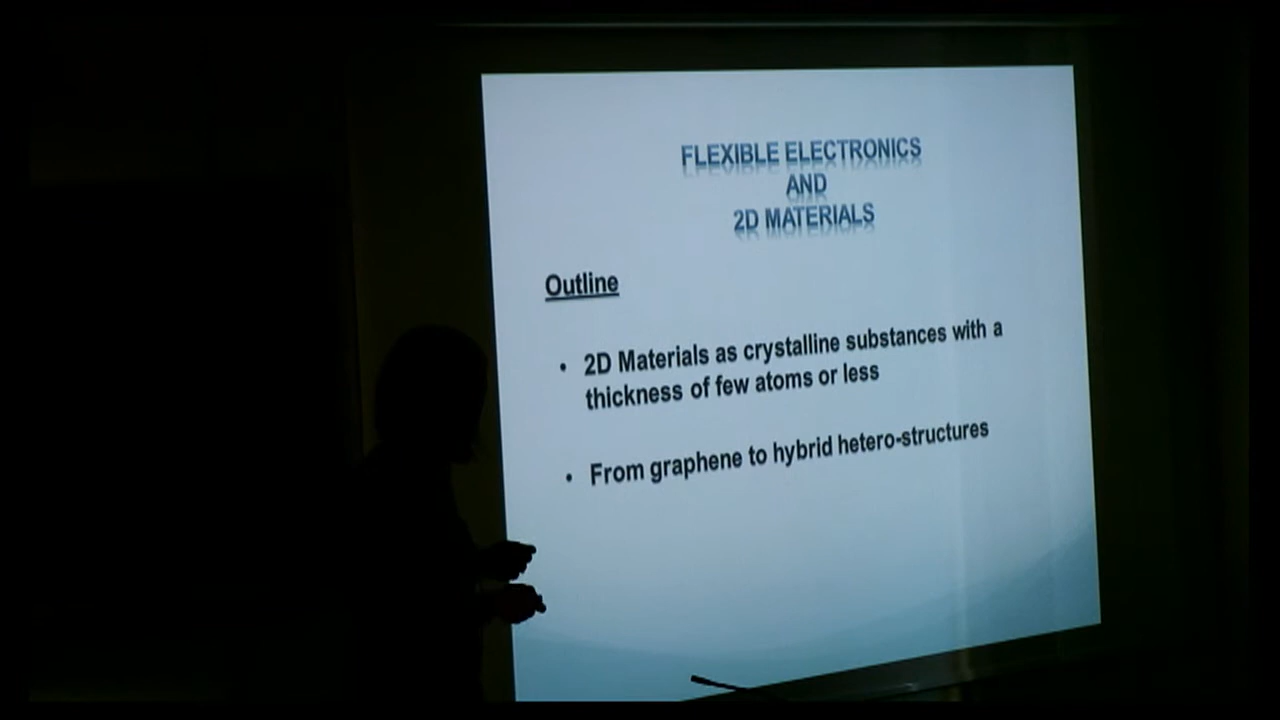 FLEXIBLE ELECTRONICS
AND
2D MATERIALS
Outline
• 2D Materials as crystalline substances with a
thickness of few atoms or less
• From graphene to hybrid hetero-structures